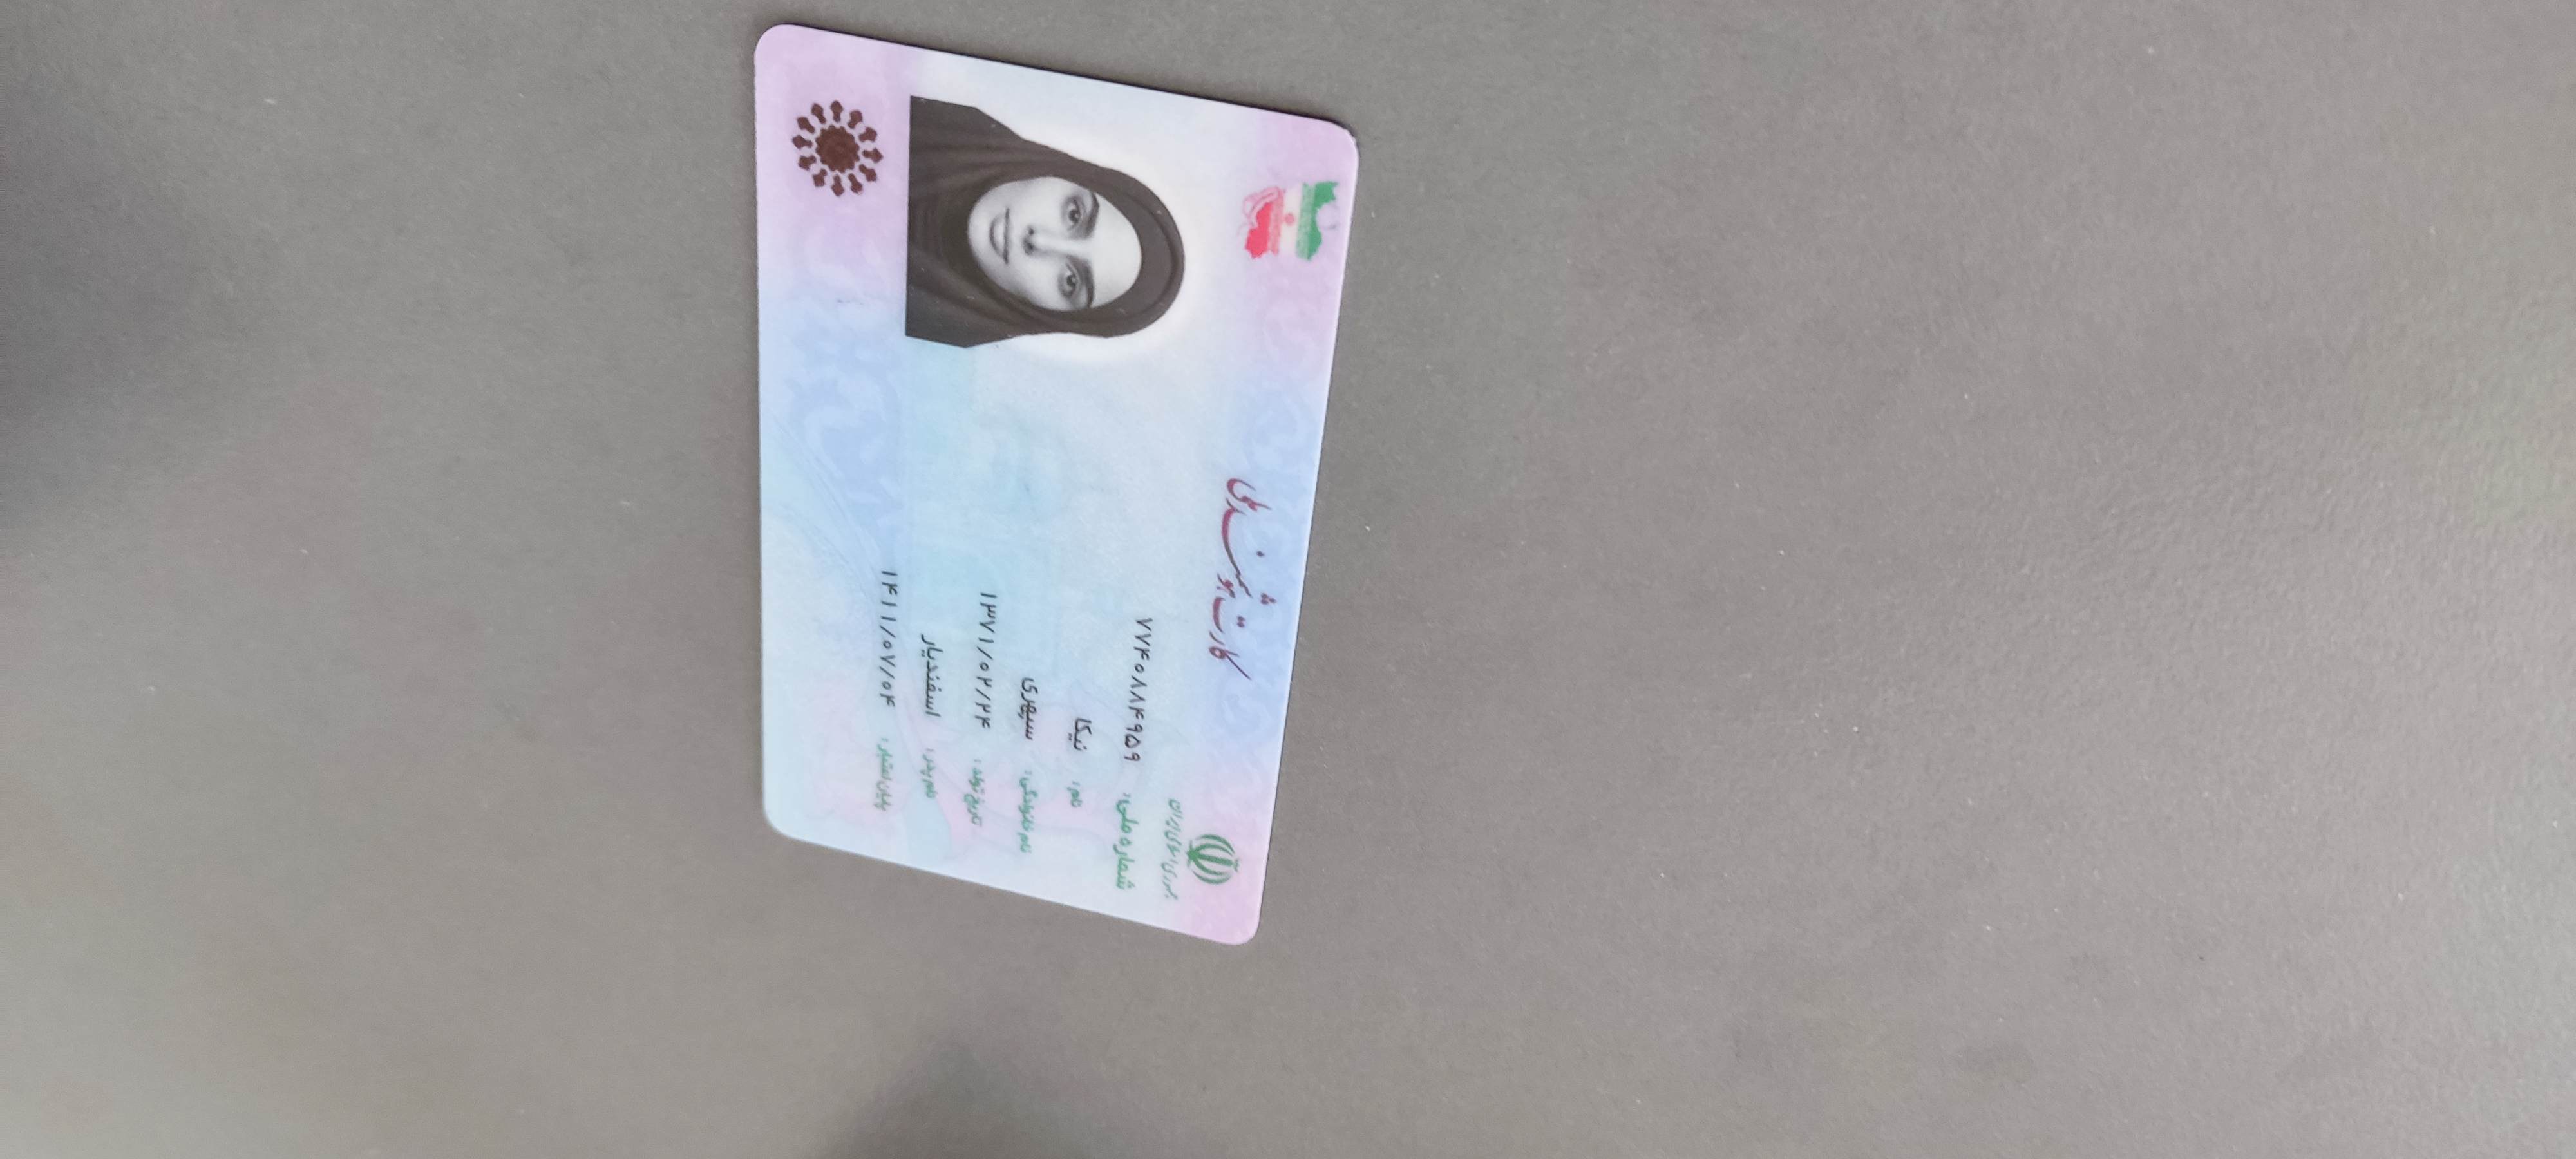 جمهوری اسلامی ایران
کارت هوشمند ملی
شماره ملی: ۷۷۴۰۸۸۴۹۵۹
نام: نیکا
نام خانوادگی: سپهری
تاریخ تولد: ۱۳۷۱/۰۲/۲۴
نام پدر: اسفندیار
پایان اعتبار: ۱۴۱۱/۰۷/۰۴